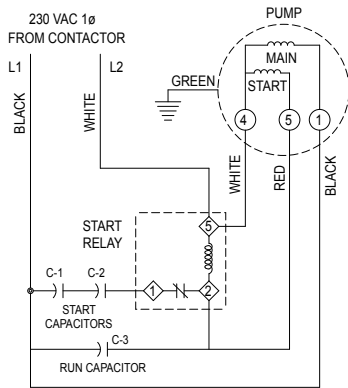 230 VAC 1ø
FROM CONTACTOR
L1
L2
BLACK
WHITE
PUMP
MAIN
START
GREEN
4
5
1
WHITE
RED
BLACK
START
RELAY
5
C-1
C-2
1
2
START
CAPACITORS
C-3
RUN CAPACITOR